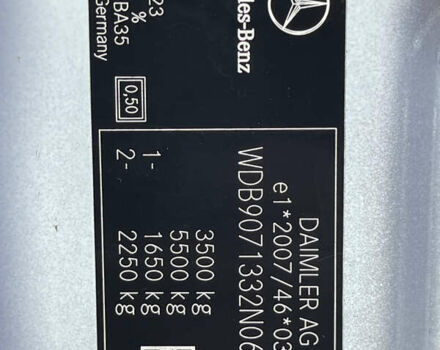 des-Benz
23
%
BA35
Germany
0,50
DAIMLER AG
e1*2007/46*03
WDB9071332N06
3500 kg
5500 kg
1- 1650 kg
2- 2250 kg